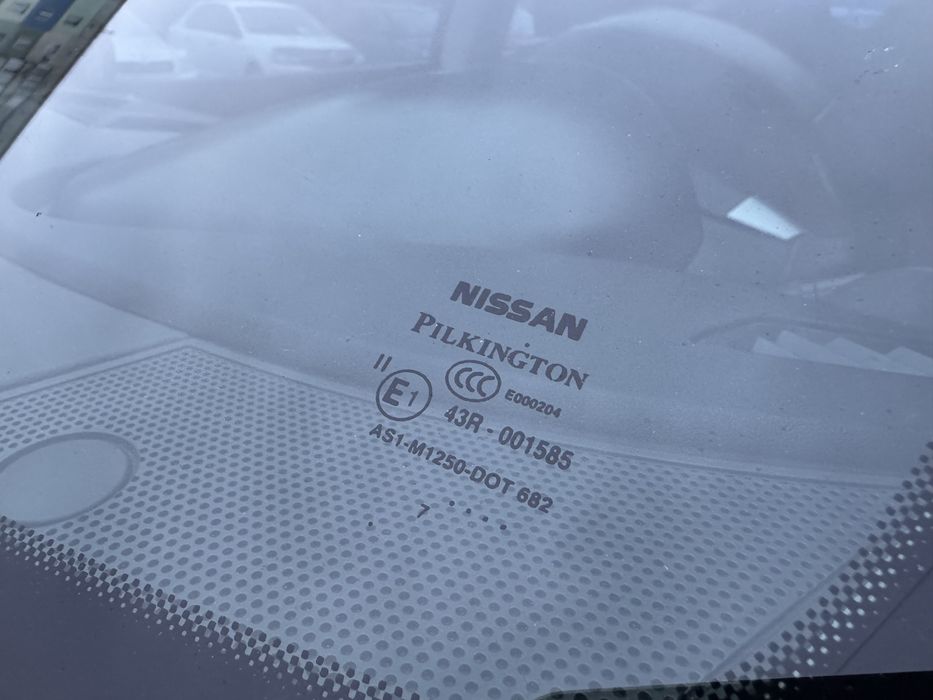 NISSAN
PILKINGTON
II
CCC E000204
E1 43R - 001585
AS1-M1250-DOT 682
. 7 .....